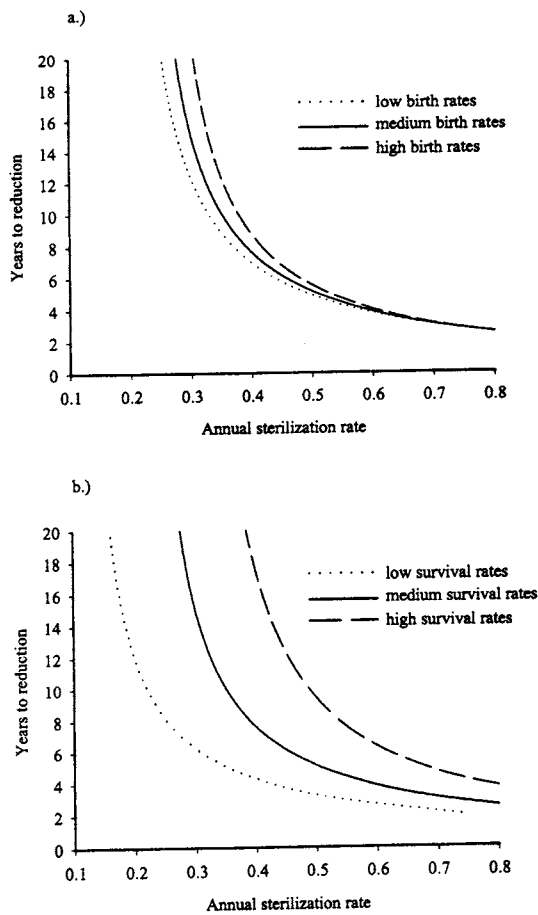 a.)
20
18
16
14
12
10
8
6
4
2
0
Years to reduction
low birth rates
medium birth rates
high birth rates
0.1 0.2 0.3 0.4 0.5 0.6 0.7 0.8
Annual sterilization rate
b.)
20
18
16
14
12
10
8
6
4
2
0
Years to reduction
low survival rates
medium survival rates
high survival rates
0.1 0.2 0.3 0.4 0.5 0.6 0.7 0.8
Annual sterilization rate